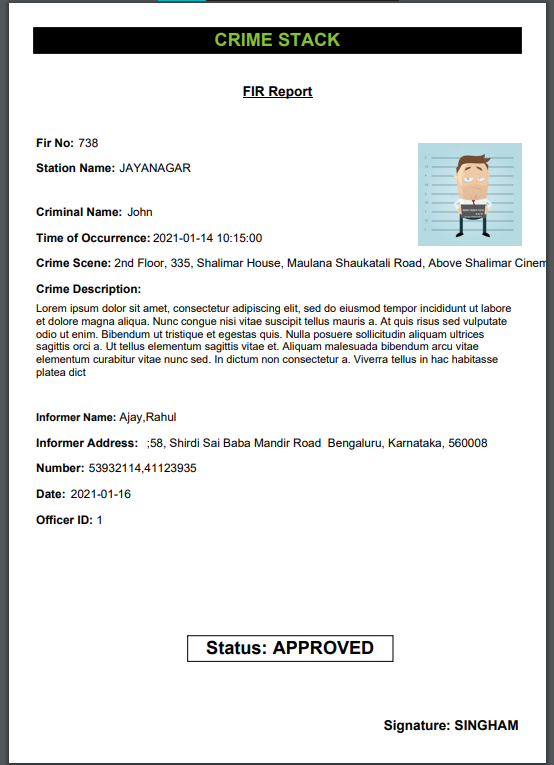 CRIME STACK
FIR Report
Fir No: 738
Station Name: JAYANAGAR
Criminal Name: John
Time of Occurrence: 2021-01-14 10:15:00
Crime Scene: 2nd Floor, 335, Shalimar House, Maulana Shaukatali Road, Above Shalimar Cinem
Crime Description:
Lorem ipsum dolor sit amet, consectetur adipiscing elit, sed do eiusmod tempor incididunt ut labore
et dolore magna aliqua. Nunc congue nisi vitae suscipit tellus mauris a. At quis risus sed vulputate
odio ut enim. Bibendum ut tristique et egestas quis. Nulla posuere sollicitudin aliquam ultrices
sagittis orci a. Ut tellus elementum sagittis vitae et. Aliquam malesuada bibendum arcu vitae
elementum curabitur vitae nunc sed. In dictum non consectetur a. Viverra tellus in hac habitasse
platea dict
Informer Name: Ajay,Rahul
Informer Address: ;58, Shirdi Sai Baba Mandir Road Bengaluru, Karnataka, 560008
Number: 53932114,41123935
Date: 2021-01-16
Officer ID: 1
Status: APPROVED
Signature: SINGHAM